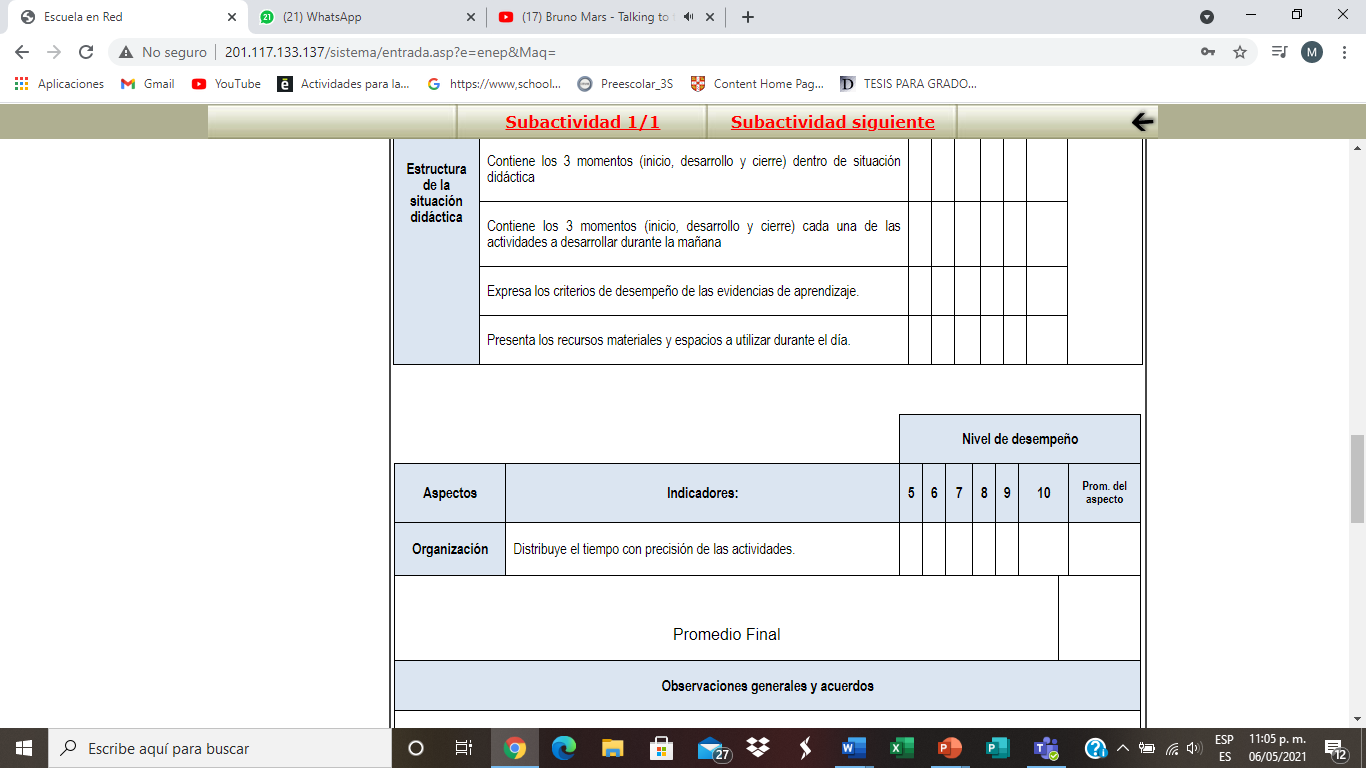 Escuela en Red
(21) WhatsApp
(17) Bruno Mars - Talking to
No seguro
201.117.133.137/sistema/entrada.asp?e=enep&Maq=
M
Aplicaciones
Gmail
YouTube
Actividades para la...
https://www,school...
Preescolar_3S
Content Home Pag...
TESIS PARA GRADO...
Subactividad 1/1
Subactividad siguiente
Estructura
de la
situación
didáctica
Contiene los 3 momentos (inicio, desarrollo y cierre) dentro de situación
didáctica
Contiene los 3 momentos (inicio, desarrollo y cierre) cada una de las
actividades a desarrollar durante la mañana
Expresa los criterios de desempeño de las evidencias de aprendizaje.
Presenta los recursos materiales y espacios a utilizar durante el día.
Nivel de desempeño
Aspectos
Indicadores:
5 6 7 8 9 10
Prom. del
aspecto
Organización
Distribuye el tiempo con precisión de las actividades.
Promedio Final
Observaciones generales y acuerdos
Escribe aquí para buscar
27
ESP
ES
11:05 p. m.
06/05/2021
12